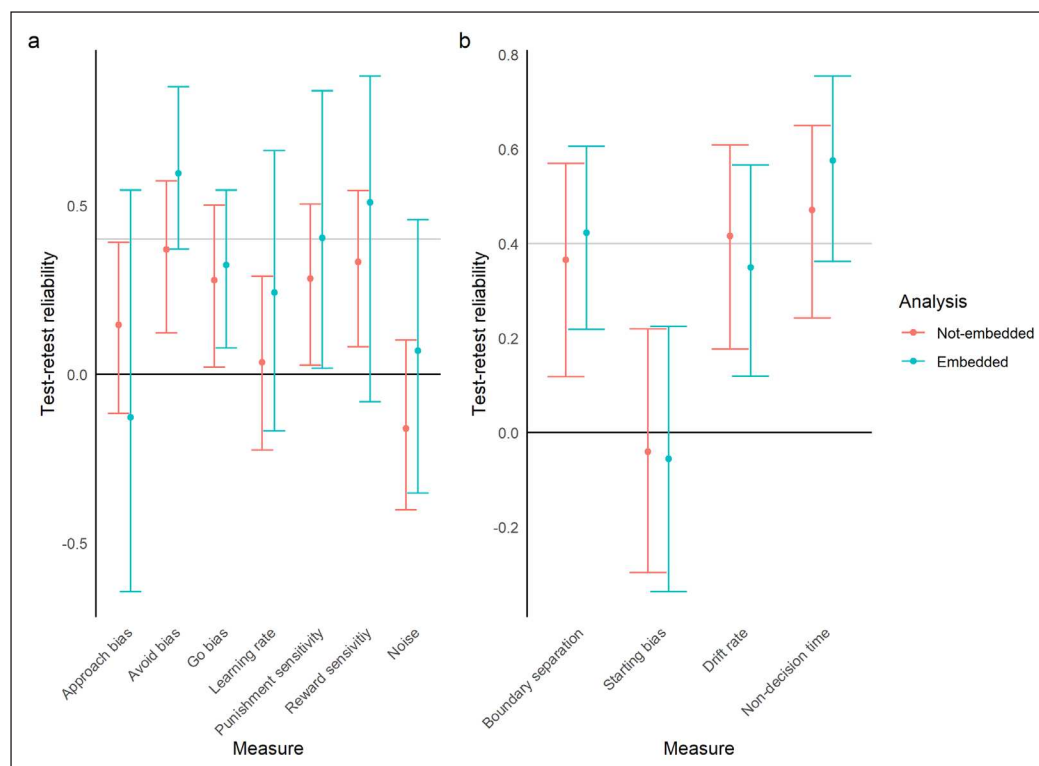 a
0.5
0.0
-0.5
Test-retest reliability
Approach bias
Avoid bias
Go bias
Learning rate
Punishment sensitivity
Reward sensivitiy
Noise
Measure
b
0.8
0.6
0.4
0.2
0.0
-0.2
Test-retest reliability
Boundary separation
Starting bias
Drift rate
Non-decision time
Measure
Analysis
Not-embedded
Embedded